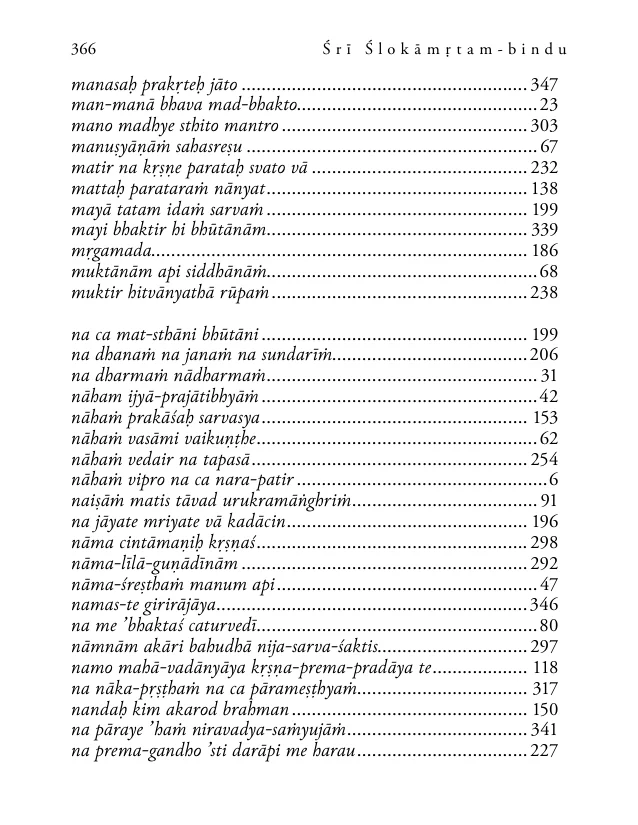 366 Śrī Ślokāmṛtam-bindu
manasaḥ prakṛteḥ jāto ................................................... 347
man-manā bhava mad-bhakto........................................... 23
mano madhye sthito mantro ............................................ 303
manuṣyāṇāṁ sahasreṣu .................................................... 67
matir na kṛṣṇe parataḥ svato vā ....................................... 232
mattaḥ parataraṁ nānyat ............................................... 138
mayā tatam idaṁ sarvaṁ ............................................... 199
mayi bhaktir hi bhūtānām............................................... 339
mṛgamada.................................................................... 186
muktānām api siddhānāṁ................................................ 68
muktir hitvānyathā rūpaṁ .............................................. 238
na ca mat-sthāni bhūtāni ................................................ 199
na dhanaṁ na janaṁ na sundarīṁ................................... 206
na dharmaṁ nādharmaṁ................................................ 31
nāham ijyā-prajātibhyāṁ ................................................. 42
nāhaṁ prakāśaḥ sarvasya ................................................ 153
nāhaṁ vasāmi vaikuṇṭhe.................................................. 62
nāhaṁ vedair na tapasā .................................................. 254
nāhaṁ vipro na ca nara-patir ............................................. 6
naiṣāṁ matis tāvad urukramāṅghriṁ................................. 91
na jāyate mriyate vā kadācin............................................ 196
nāma cintāmaṇiḥ kṛṣṇaś ................................................. 298
nāma-līlā-guṇādīnām ..................................................... 292
nāma-śreṣthaṁ manum api .............................................. 47
namas-te girirājāya......................................................... 346
na me ’bhaktaś caturvedī.................................................. 80
nāmnām akāri bahudhā nija-sarva-śaktis........................... 297
namo mahā-vadānyāya kṛṣṇa-prema-pradāya te ................. 118
na nāka-pṛṣṭhaṁ na ca pārameṣṭhyaṁ............................... 317
nandaḥ kim akarod brahman .......................................... 150
na pāraye ’haṁ niravadya-saṁyujāṁ................................. 341
na prema-gandho ’sti darāpi me harau .............................. 227